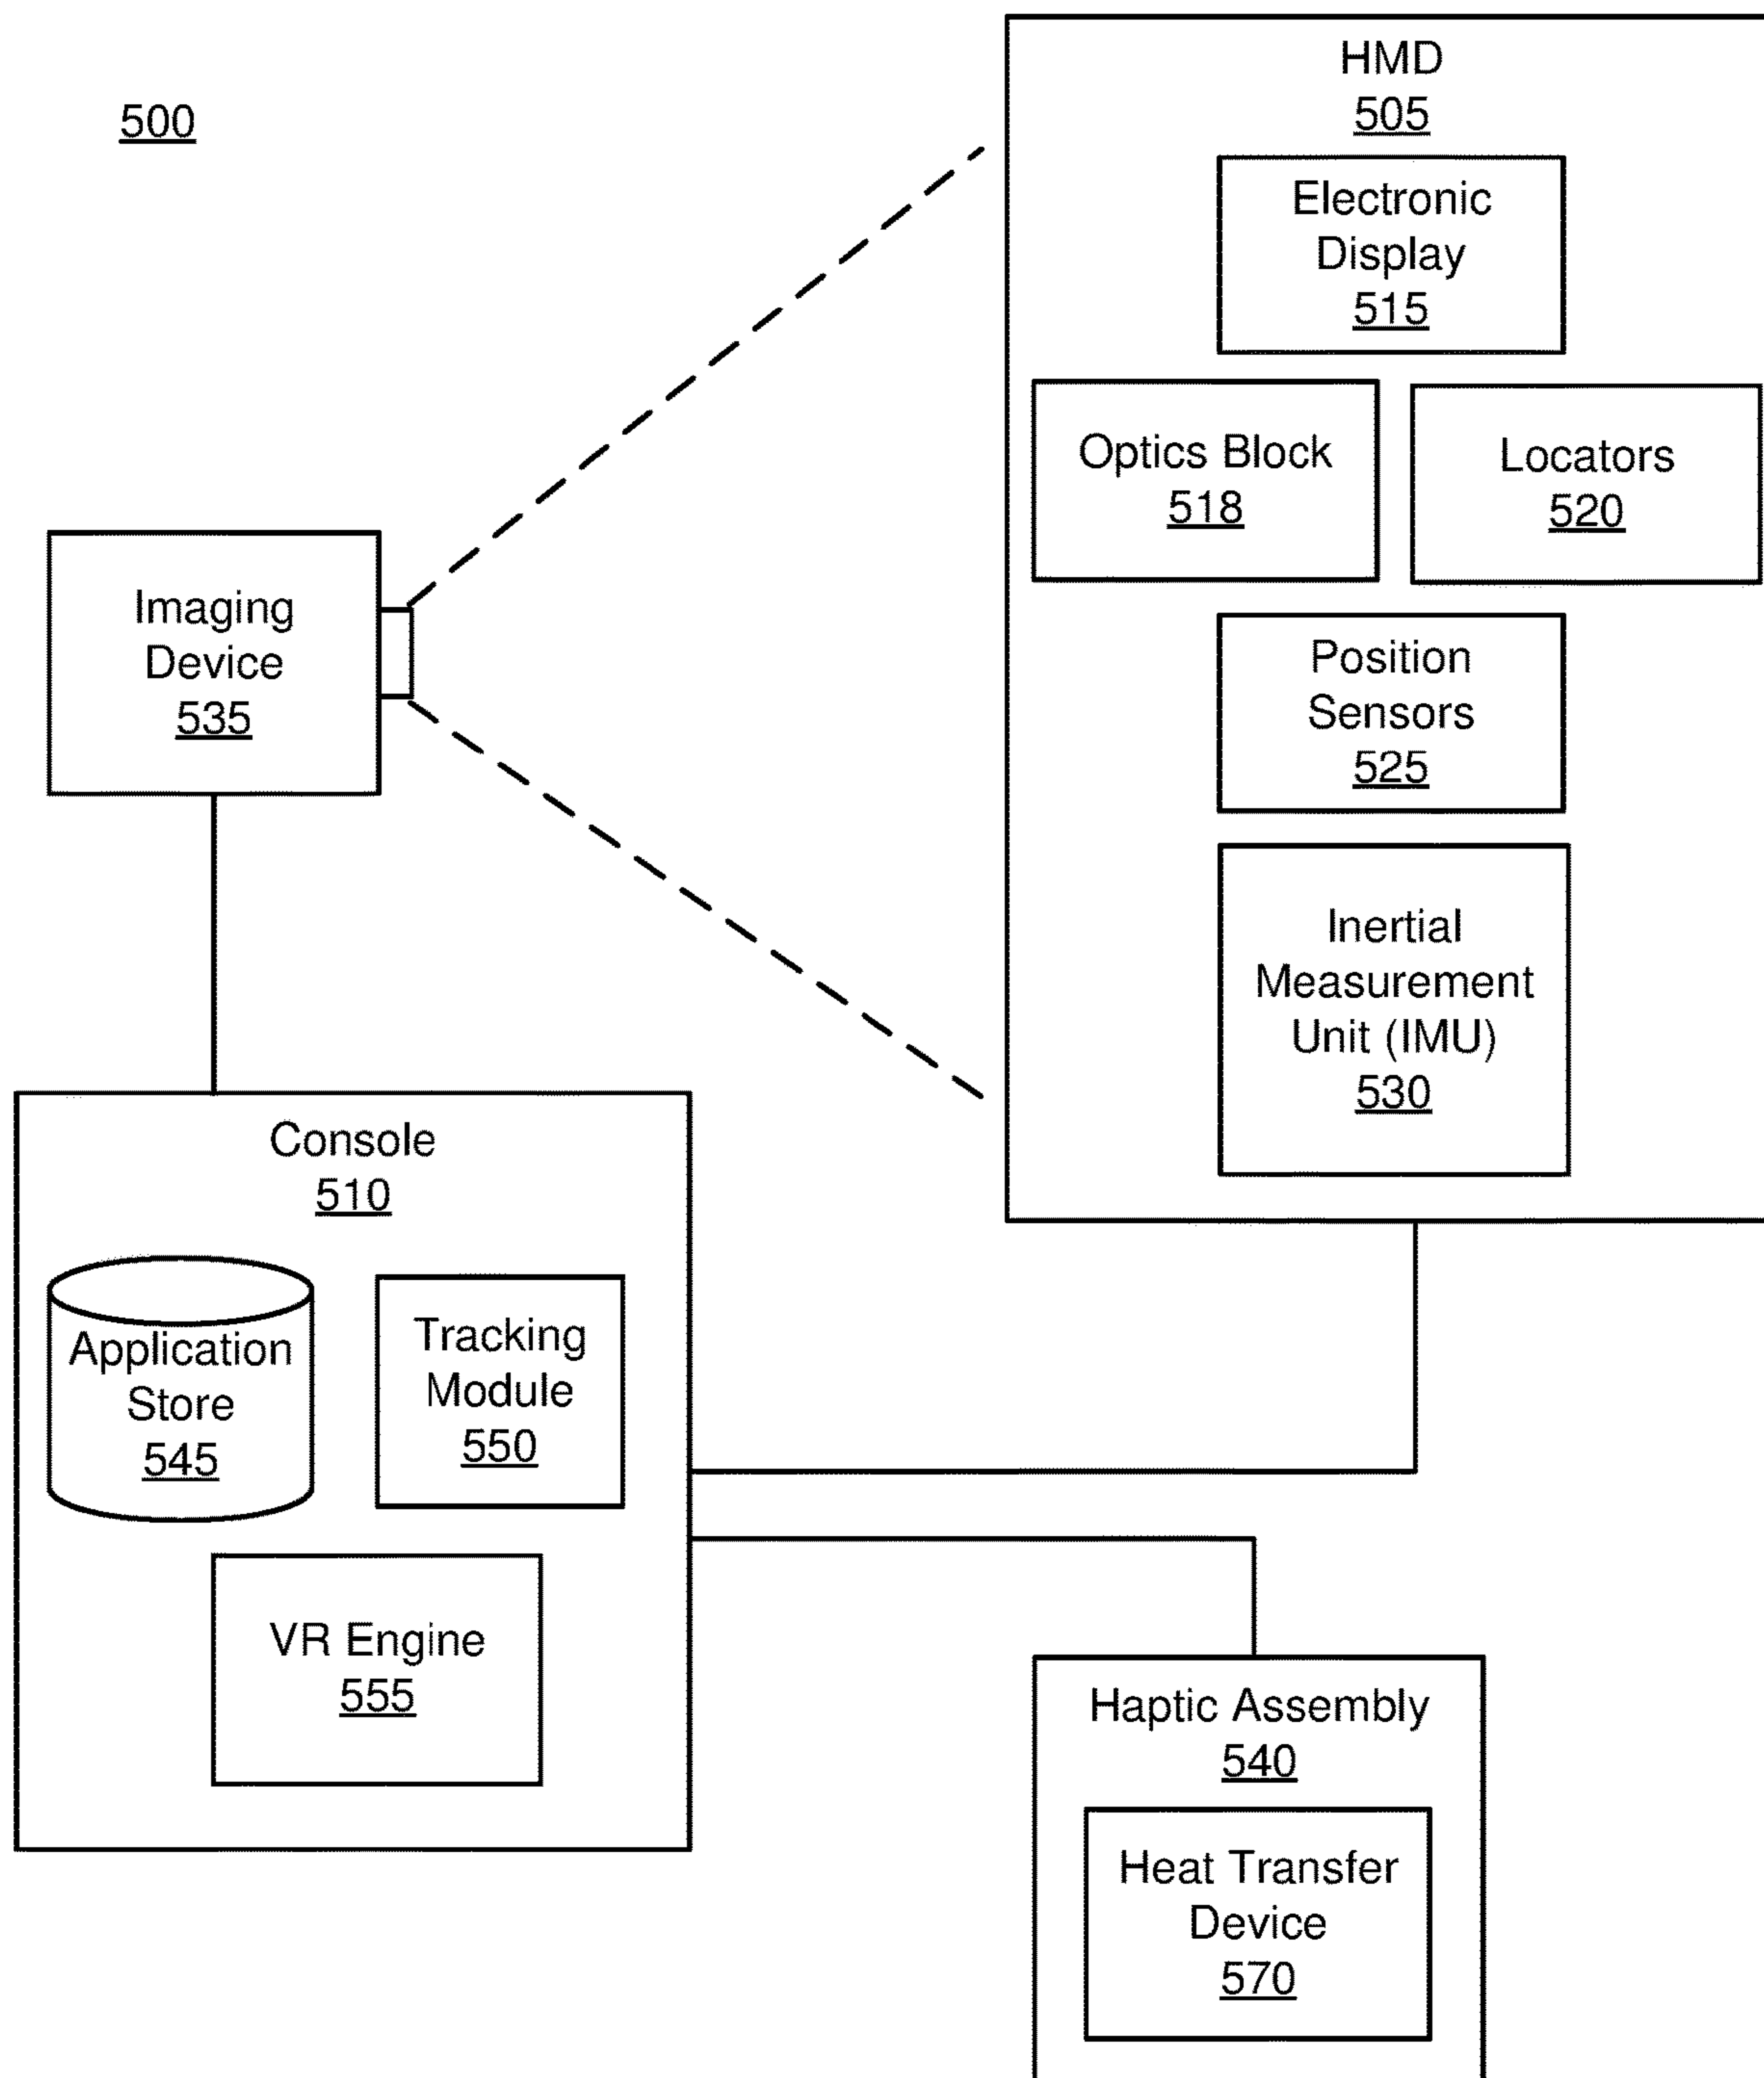 500
HMD
505
Electronic
Display
515
Optics Block
518
Locators
520
Position
Sensors
525
Inertial
Measurement
Unit (IMU)
530
Imaging
Device
535
Console
510
Application
Store
545
Tracking
Module
550
VR Engine
555
Haptic Assembly
540
Heat Transfer
Device
570